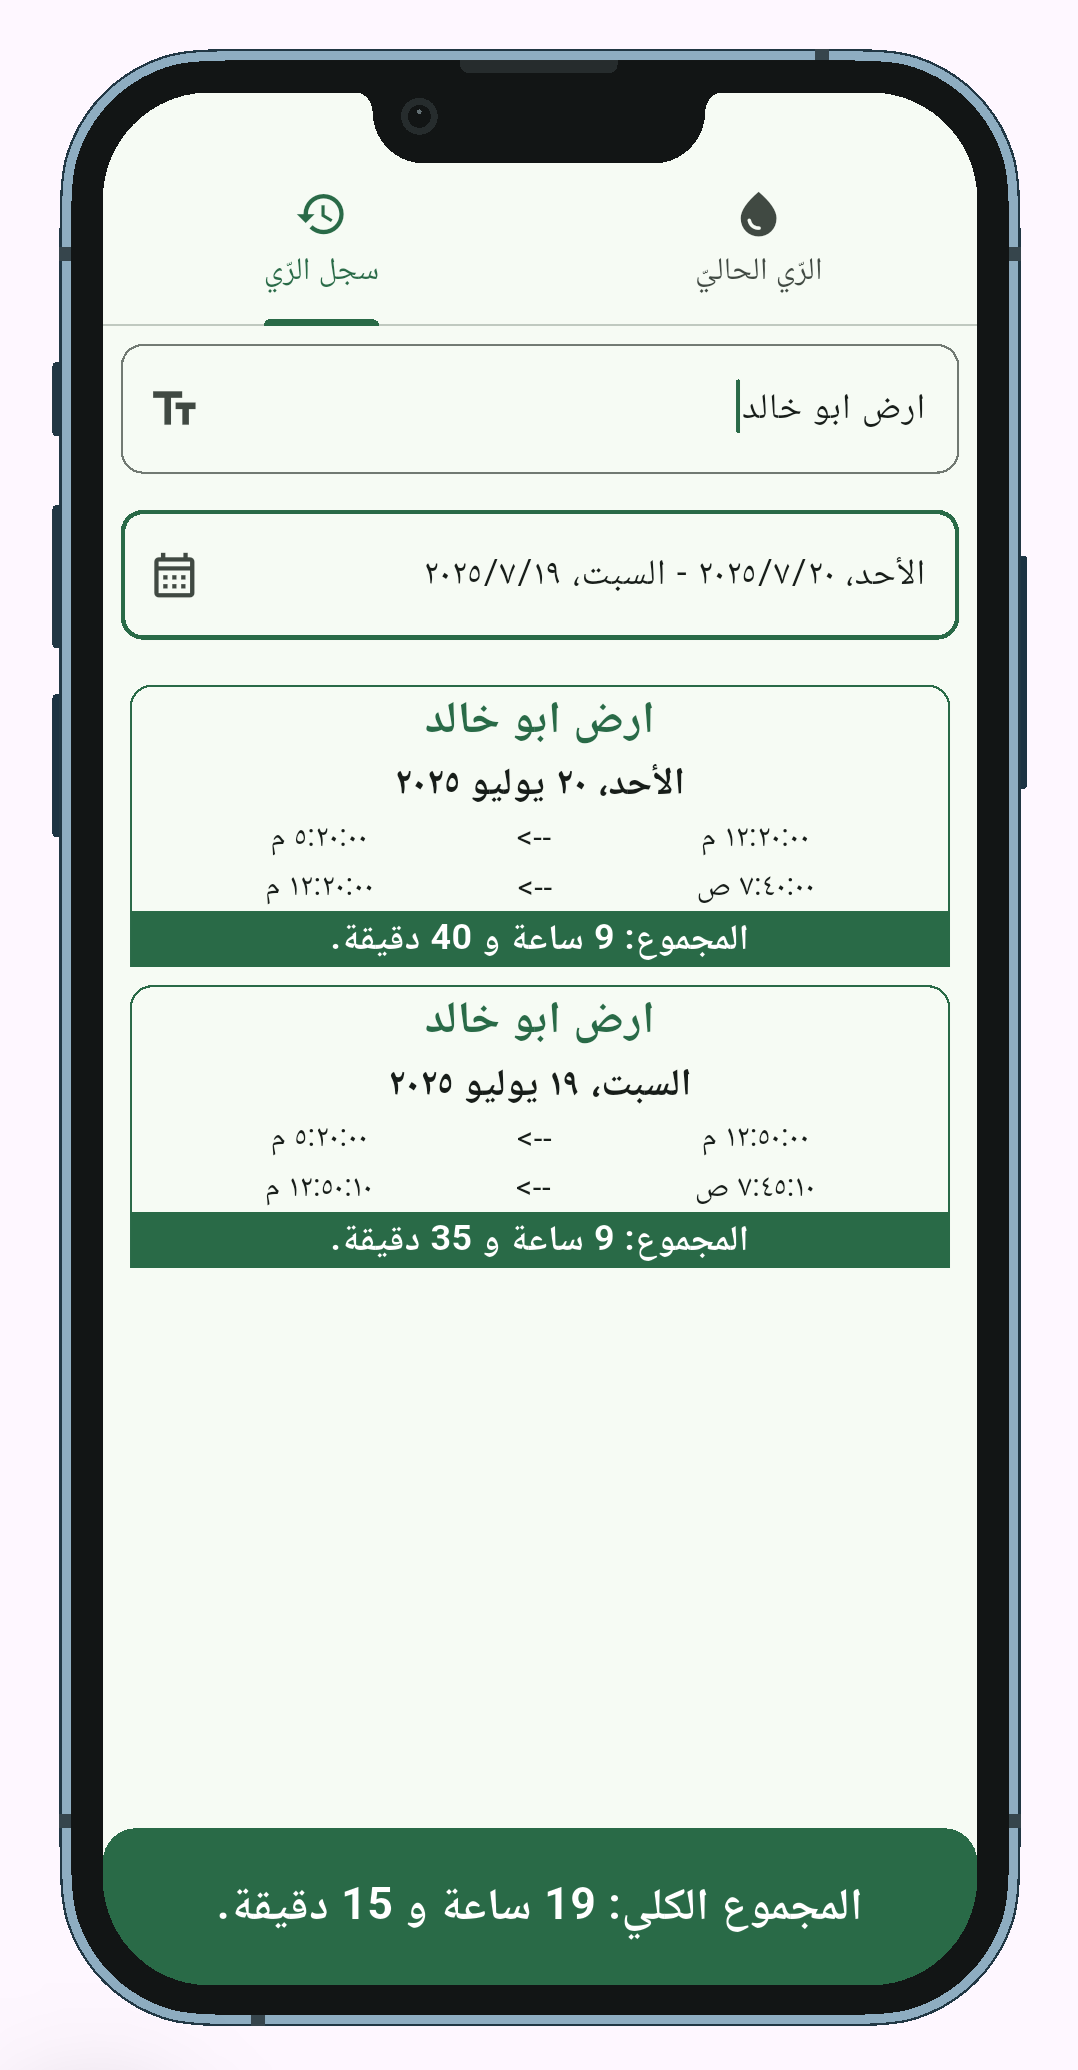 الرّي الحاليّ
سجل الرّي
ارض ابو خالد
الأحد، ٢٠٢٥/٧/٢٠ - السبت، ٢٠٢٥/٧/١٩
ارض ابو خالد
الأحد، ٢٠ يوليو ٢٠٢٥
١٢:٢٠:٠٠ م --> ٥:٢٠:٠٠ م
٧:٤٠:٠٠ ص --> ١٢:٢٠:٠٠ م
المجموع: 9 ساعة و 40 دقيقة.
ارض ابو خالد
السبت، ١٩ يوليو ٢٠٢٥
١٢:٥٠:٠٠ م --> ٥:٢٠:٠٠ م
٧:٤٥:١٠ ص --> ١٢:٥٠:١٠ م
المجموع: 9 ساعة و 35 دقيقة.
المجموع الكلي: 19 ساعة و 15 دقيقة.